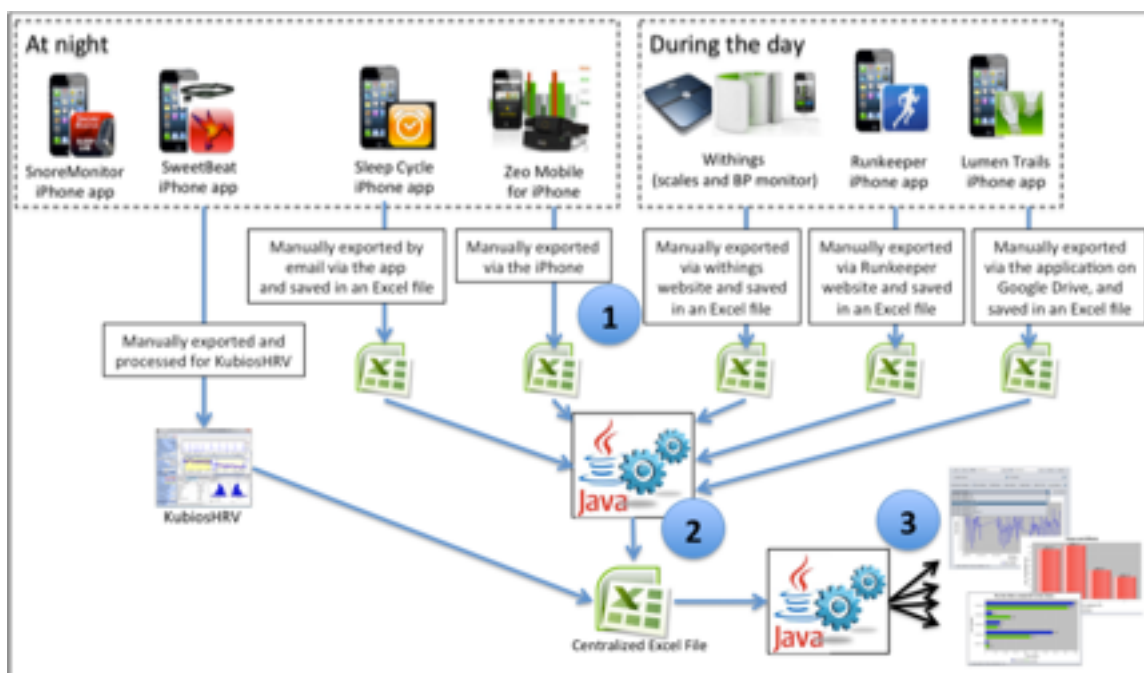 At night
During the day
SnoreMonitor
iPhone app
SweetBeat
iPhone app
Sleep Cycle
iPhone app
Zeo Mobile
for iPhone
Withings
(scales and BP monitor)
Runkeeper
iPhone app
Lumen Trails
iPhone app
Manually exported by
email via the app
and saved in an Excel file
Manually exported
via the iPhone
Manually exported
via withings
website and saved
in an Excel file
Manually exported
via Runkeeper
website and saved
in an Excel file
Manually exported
via the application on
Google Drive, and
saved in an Excel file
1
Manually exported and
processed for KubiosHRV
KubiosHRV
Java
2
Centralized Excel File
Java
3